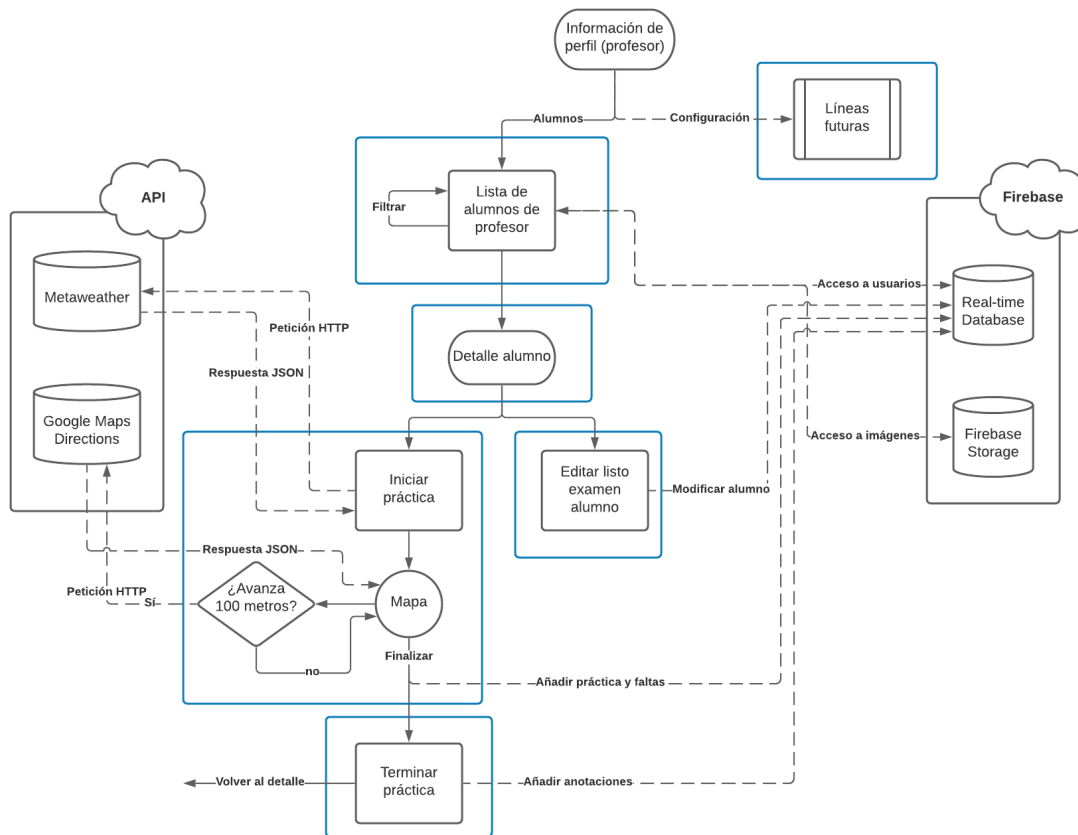 Información de
perfil (profesor)
Líneas
futuras
Alumnos
Configuración
API
Lista de
alumnos de
profesor
Filtrar
Firebase
Metaweather
Acceso a usuarios
Real-time
Database
Petición HTTP
Detalle alumno
Respuesta JSON
Google Maps
Directions
Acceso a imágenes
Firebase
Storage
Iniciar
práctica
Editar listo
examen
alumno
Modificar alumno
Respuesta JSON
¿Avanza
100 metros?
Petición HTTP
Sí
Mapa
Finalizar
no
Añadir práctica y faltas
Terminar
práctica
Volver al detalle
Añadir anotaciones